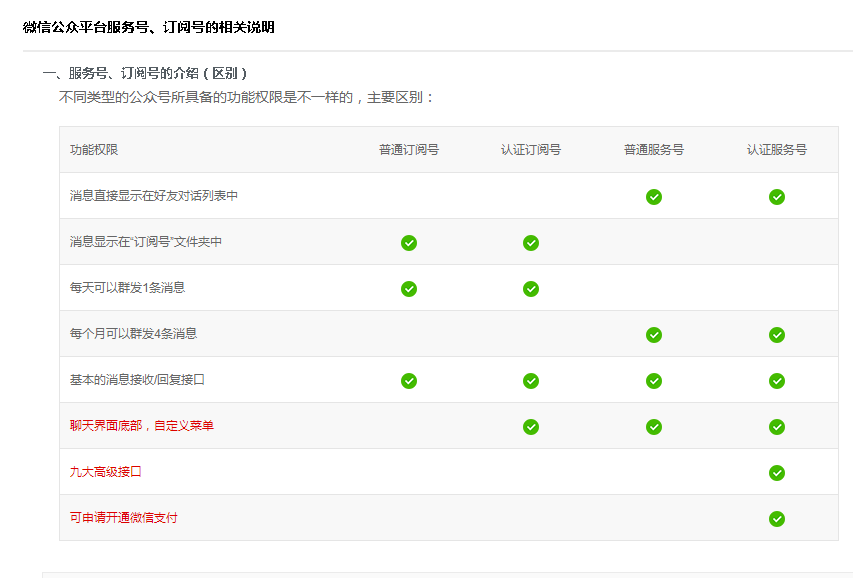 微信公众平台服务号、订阅号的相关说明
一、服务号、订阅号的介绍（区别）
不同类型的公众号所具备的功能权限是不一样的，主要区别：
功能权限 普通订阅号 认证订阅号 普通服务号 认证服务号
消息直接显示在好友对话列表中
消息显示在“订阅号”文件夹中
每天可以群发1条消息
每个月可以群发4条消息
基本的消息接收/回复接口
聊天界面底部，自定义菜单
九大高级接口
可申请开通微信支付